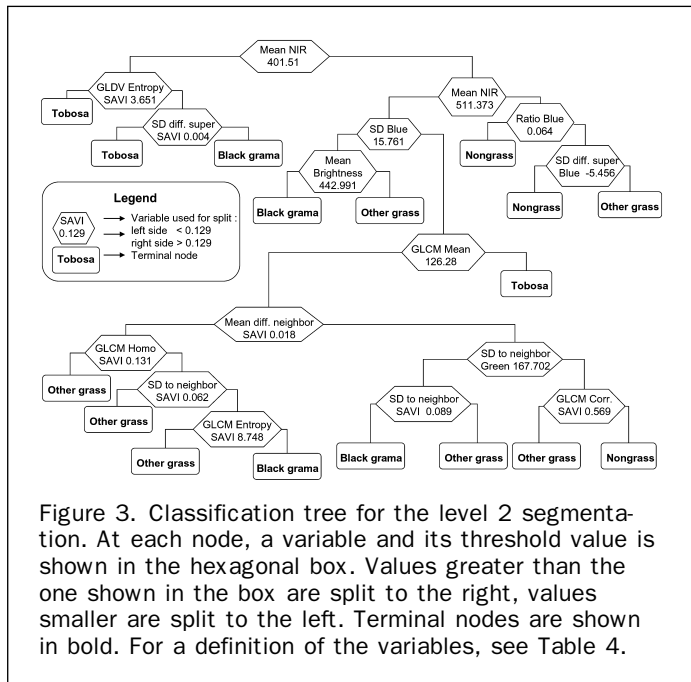 Mean NIR
401.51
GLDV Entropy
SAVI 3.651
Mean NIR
511.373
Tobosa
SD diff. super
SAVI 0.004
SD Blue
15.761
Ratio Blue
0.064
Tobosa
Black grama
Mean
Brightness
442.991
Nongrass
SD diff. super
Blue -5.456
Black grama
Other grass
Nongrass
Other grass
Legend
SAVI
0.129
Variable used for split :
left side < 0.129
right side > 0.129
Tobosa
Terminal node
GLCM Mean
126.28
Tobosa
Mean diff. neighbor
SAVI 0.018
GLCM Homo
SAVI 0.131
SD to neighbor
Green 167.702
Other grass
SD to neighbor
SAVI 0.062
SD to neighbor
SAVI 0.089
GLCM Corr.
SAVI 0.569
Other grass
GLCM Entropy
SAVI 8.748
Other grass
Black grama
Black grama
Other grass
Other grass
Nongrass
Figure 3. Classification tree for the level 2 segmenta-
tion. At each node, a variable and its threshold value is
shown in the hexagonal box. Values greater than the
one shown in the box are split to the right, values
smaller are split to the left. Terminal nodes are shown
in bold. For a definition of the variables, see Table 4.